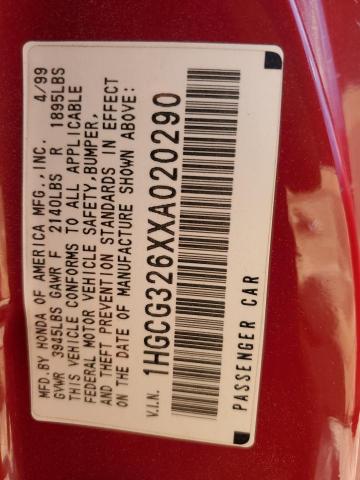 MFD.BY HONDA OF AMERICA MFG.,INC. 4/99
GVWR 3945LBS GAWR F 2140LBS R 1895LBS
THIS VEHICLE CONFORMS TO ALL APPLICABLE
FEDERAL MOTOR VEHICLE SAFETY,BUMPER,
AND THEFT PREVENTION STANDARDS IN EFFECT
ON THE DATE OF MANUFACTURE SHOWN ABOVE:
V.I.N. 1HGCG326XXA020290
PASSENGER CAR